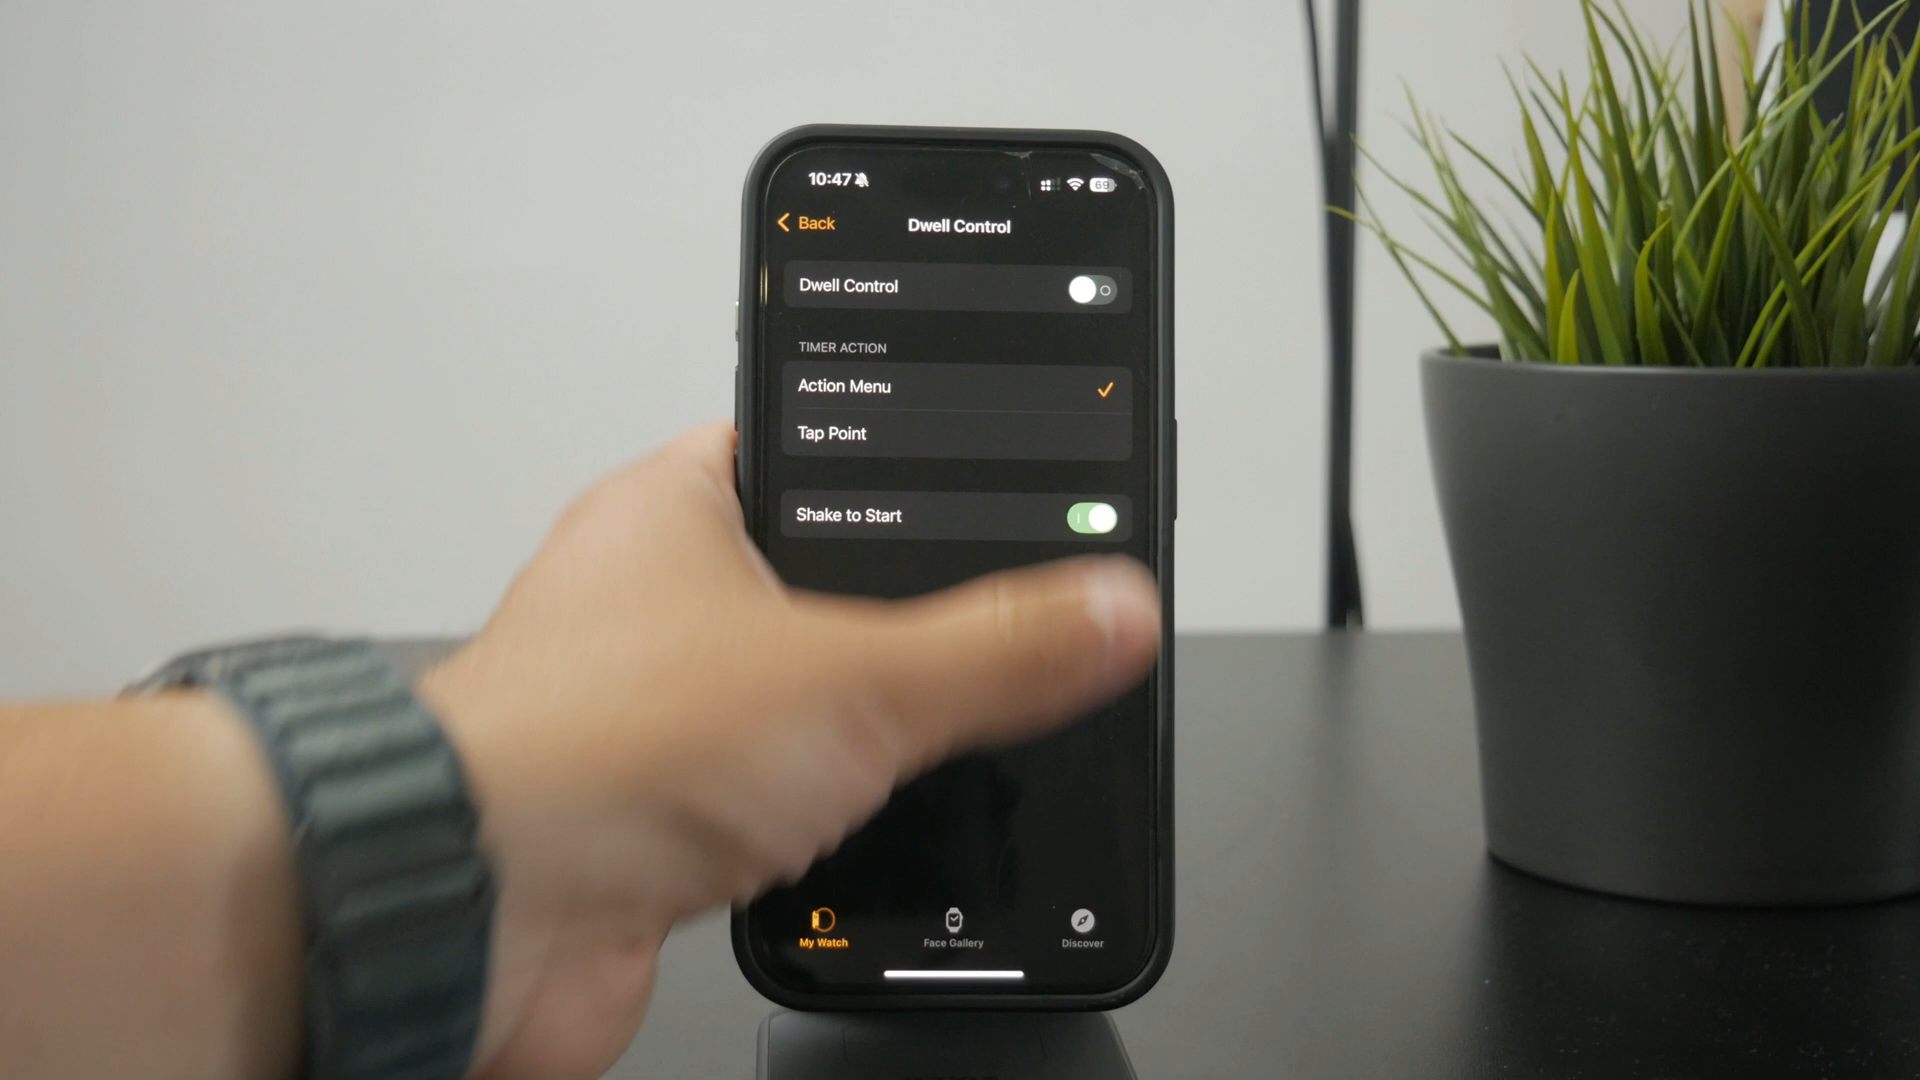 10:47
69
Back
Dwell Control
Dwell Control
TIMER ACTION
Action Menu
Tap Point
Shake to Start
My Watch
Face Gallery
Discover